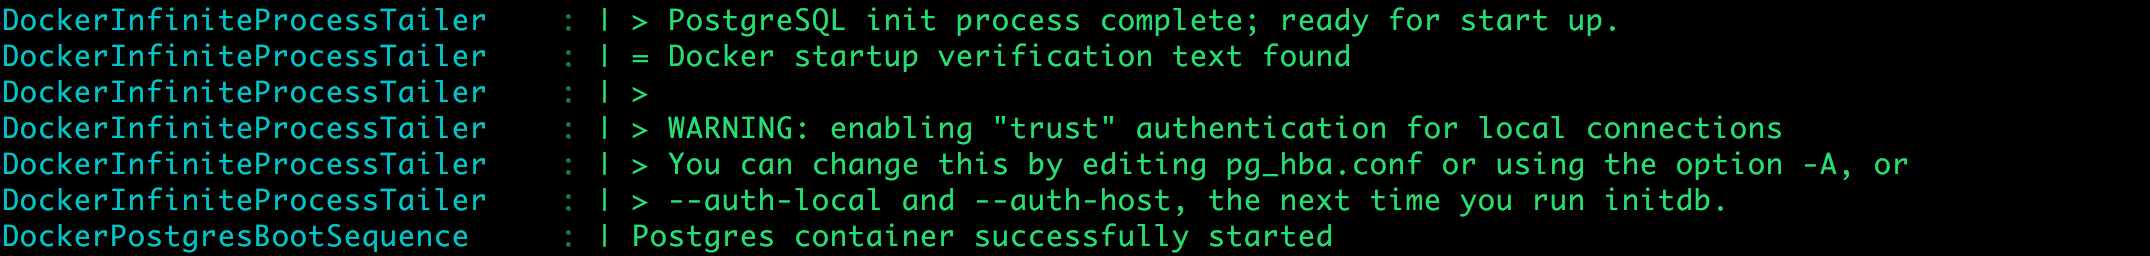 DockerInfiniteProcessTailer : | > PostgreSQL init process complete; ready for start up.
DockerInfiniteProcessTailer : | = Docker startup verification text found
DockerInfiniteProcessTailer : | >
DockerInfiniteProcessTailer : | > WARNING: enabling "trust" authentication for local connections
DockerInfiniteProcessTailer : | > You can change this by editing pg_hba.conf or using the option -A, or
DockerInfiniteProcessTailer : | > --auth-local and --auth-host, the next time you run initdb.
DockerPostgresBootSequence : | Postgres container successfully started